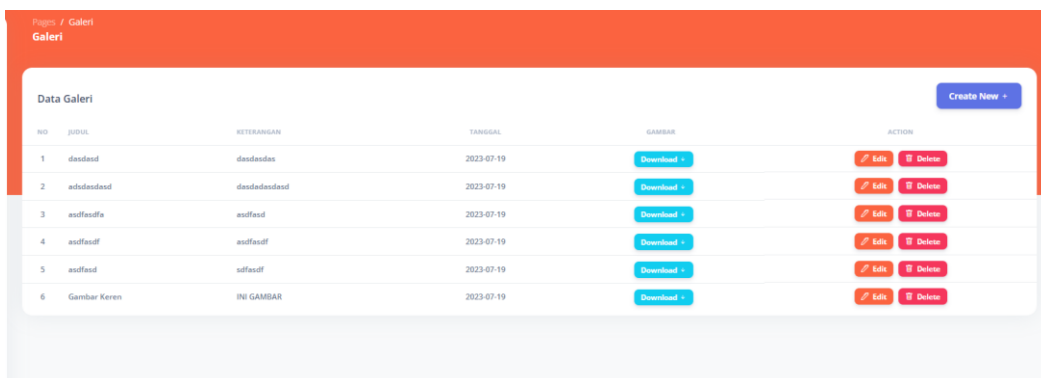 Pages / Galeri
Galeri
Data Galeri
Create New +
NO JUDUL KETERANGAN TANGGAL GAMBAR ACTION
1 dasdasd dasdasdas 2023-07-19 Download + Edit Delete
2 adsdasdasd dasdadasdasd 2023-07-19 Download + Edit Delete
3 asdfasdfa asdfasd 2023-07-19 Download + Edit Delete
4 asdfasdf asdfasdf 2023-07-19 Download + Edit Delete
5 asdfasd sdfasdf 2023-07-19 Download + Edit Delete
6 Gambar Keren INI GAMBAR 2023-07-19 Download + Edit Delete